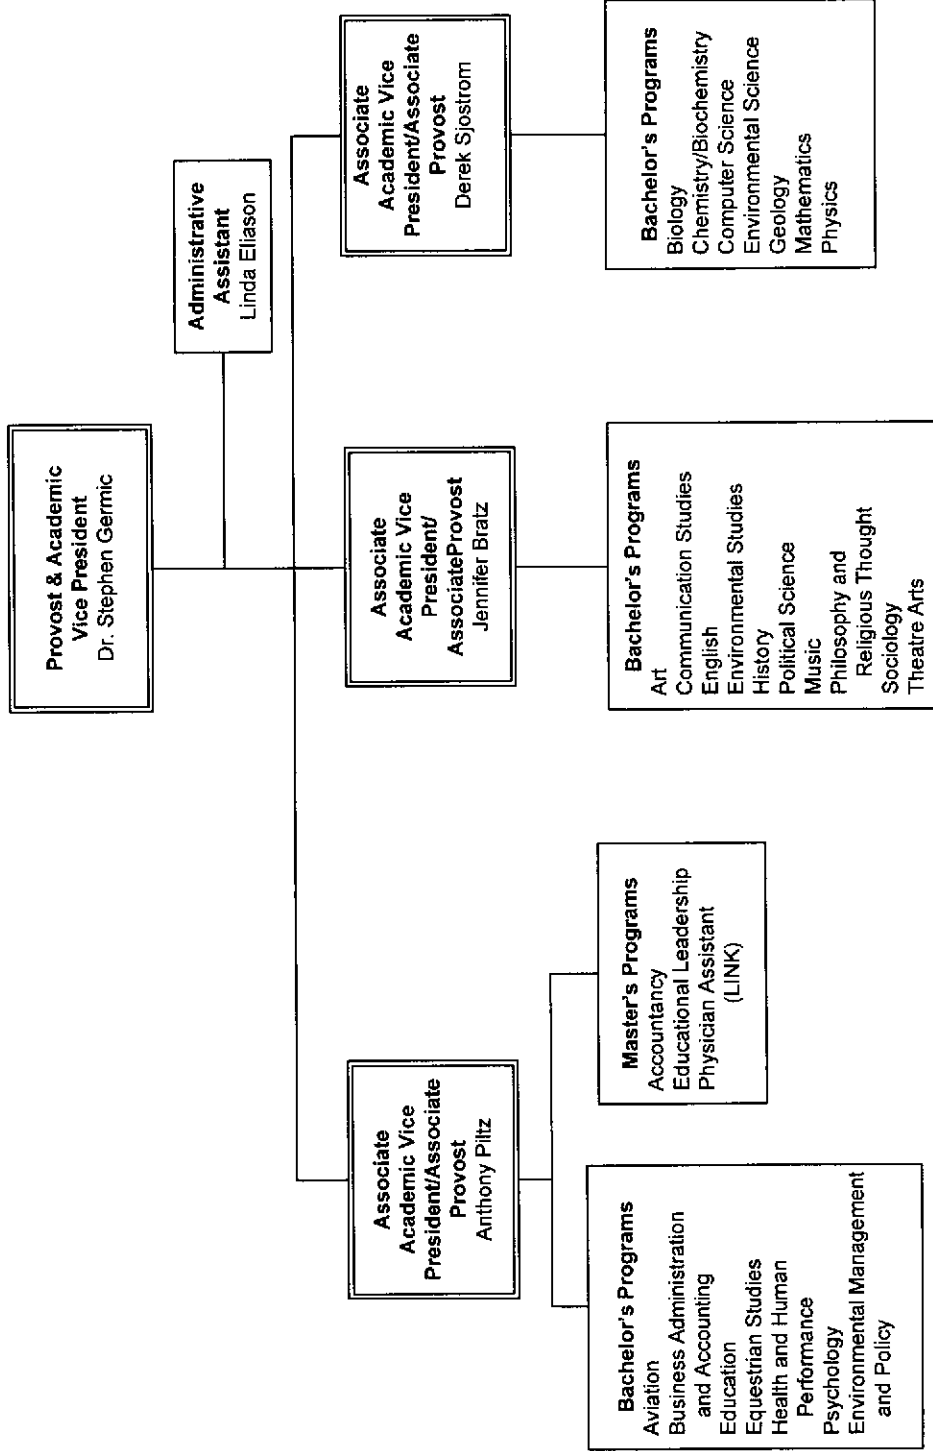 Provost & Academic
Vice President
Dr. Stephen Germic
Administrative
Assistant
Linda Eliason
Associate
Academic Vice
President/Associate
Provost
Anthony Piltz
Associate
Academic Vice
President/
AssociateProvost
Jennifer Bratz
Associate
Academic Vice
President/Associate
Provost
Derek Sjostrom
Bachelor's Programs
Aviation
Business Administration
and Accounting
Education
Equestrian Studies
Health and Human
Performance
Psychology
Environmental Management
and Policy
Master's Programs
Accountancy
Educational Leadership
Physician Assistant
(LINK)
Bachelor's Programs
Art
Communication Studies
English
Environmental Studies
History
Political Science
Music
Philosophy and
Religious Thought
Sociology
Theatre Arts
Bachelor's Programs
Biology
Chemistry/Biochemistry
Computer Science
Environmental Science
Geology
Mathematics
Physics